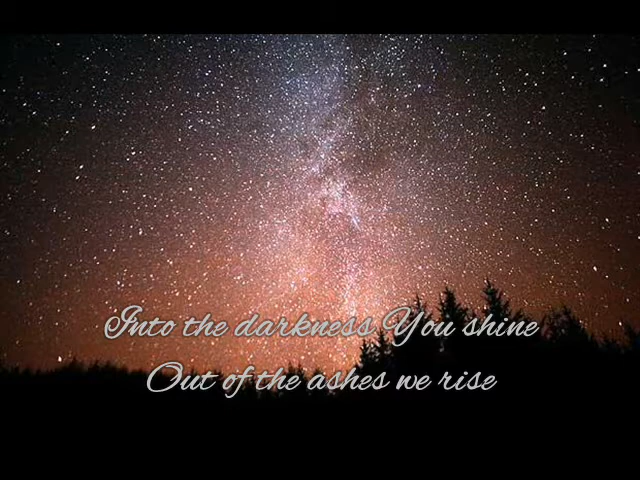 Into the darkness You shine
Out of the ashes we rise